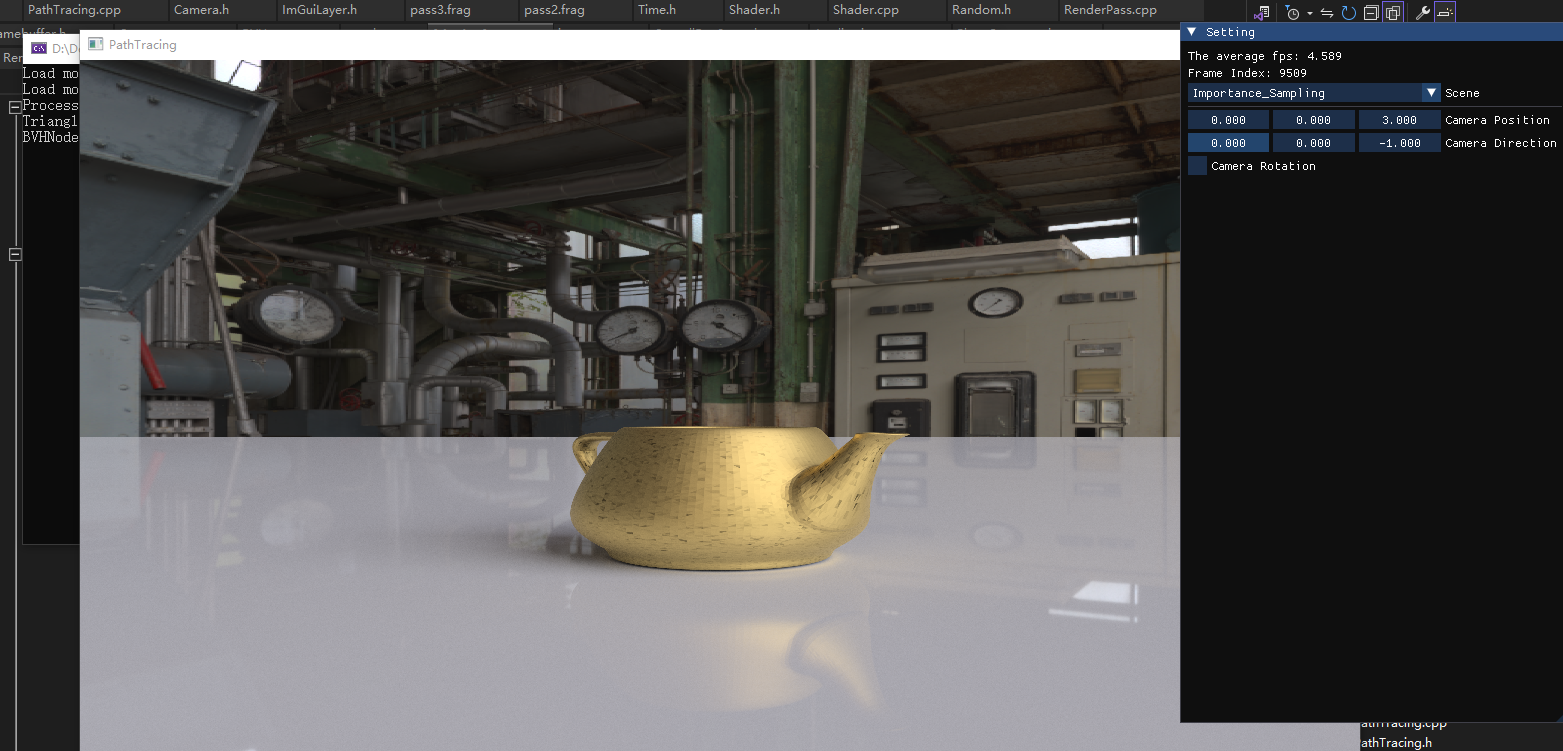 PathTracing.cpp Camera.h ImGuiLayer.h pass3.frag pass2.frag Time.h Shader.h Shader.cpp Random.h RenderPass.cpp
D:\D
PathTracing
Load mo
Load mo
Process
Triangl
BVHNode
Setting
The average fps: 4.589
Frame Index: 9509
Importance_Sampling Scene
0.000 0.000 3.000 Camera Position
0.000 0.000 -1.000 Camera Direction
Camera Rotation
athTracing.cpp
athTracing.h